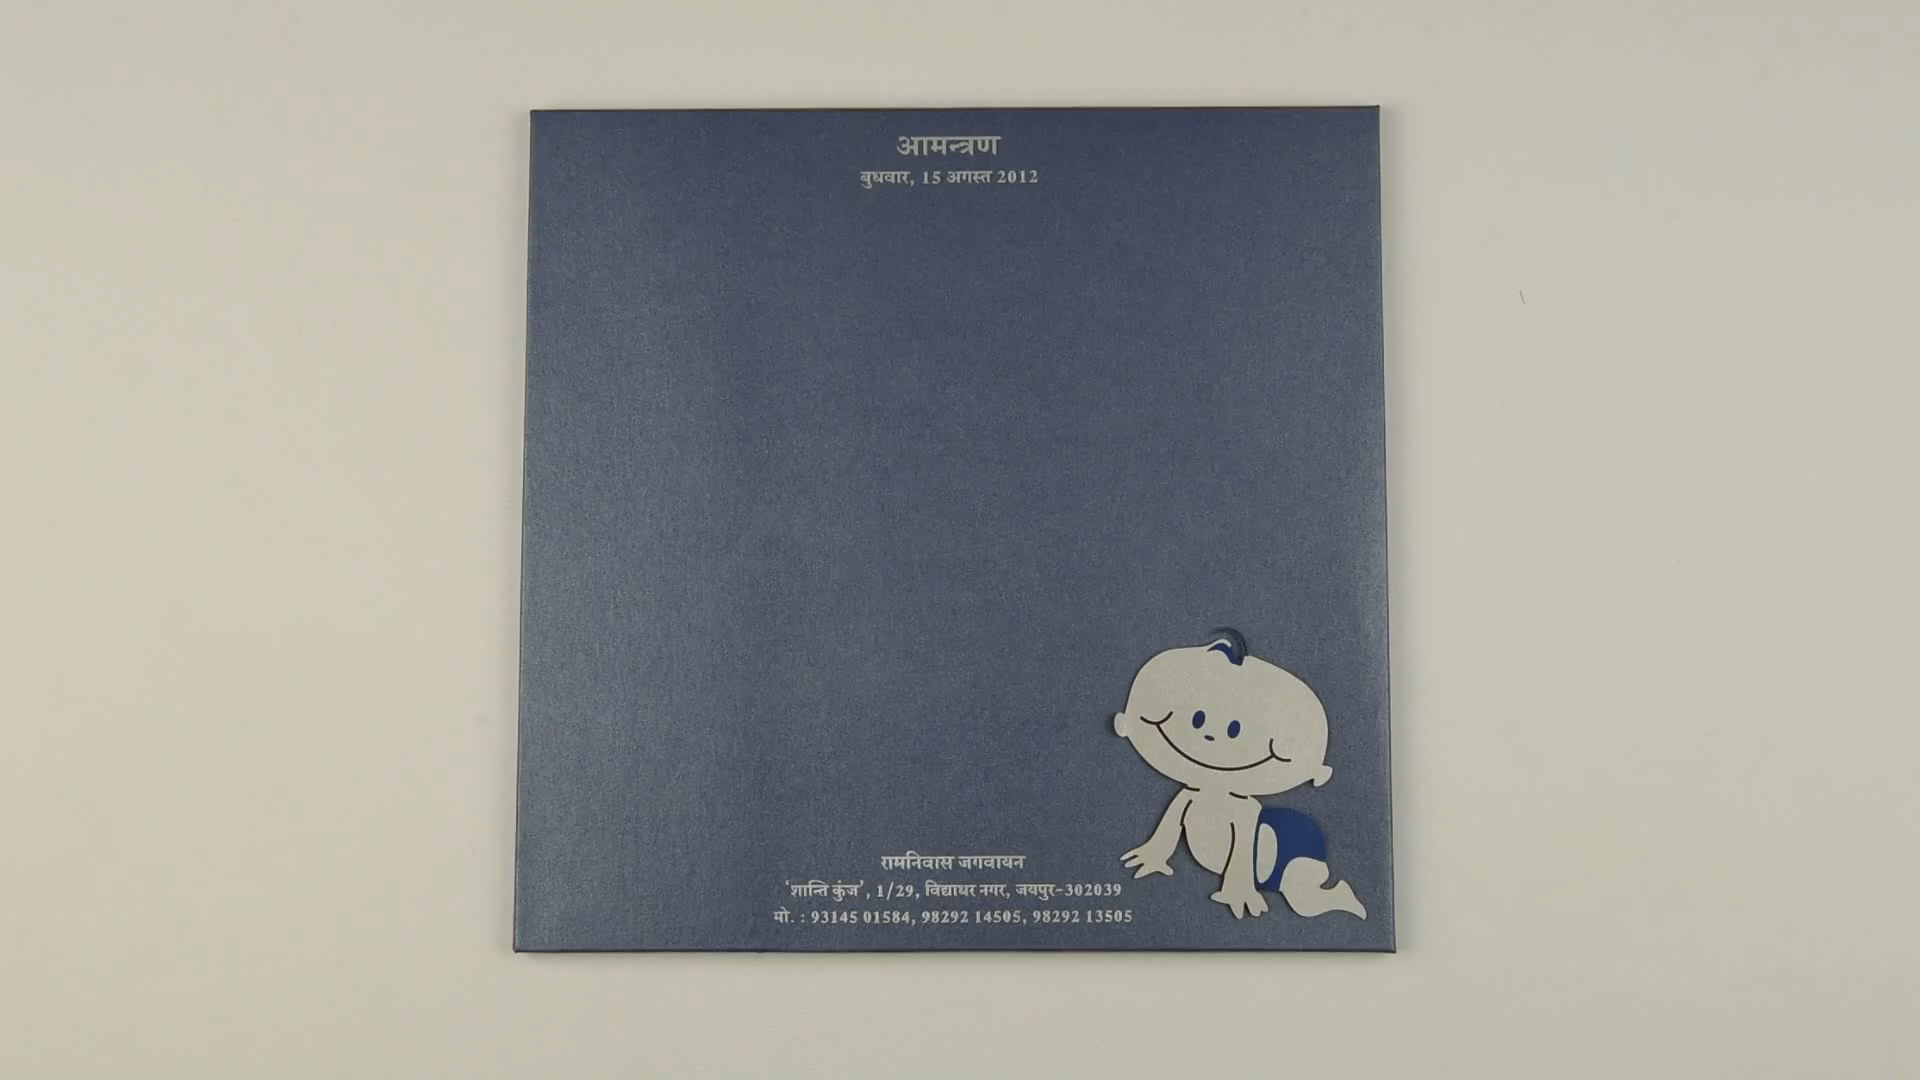 आमन्त्रण
बुधवार, 15 अगस्त 2012
रामनिवास जगवायन
‘शान्ति कुंज’, 1/29, विद्याधर नगर, जयपुर-302039
मो. : 93145 01584, 98292 14505, 98292 13505